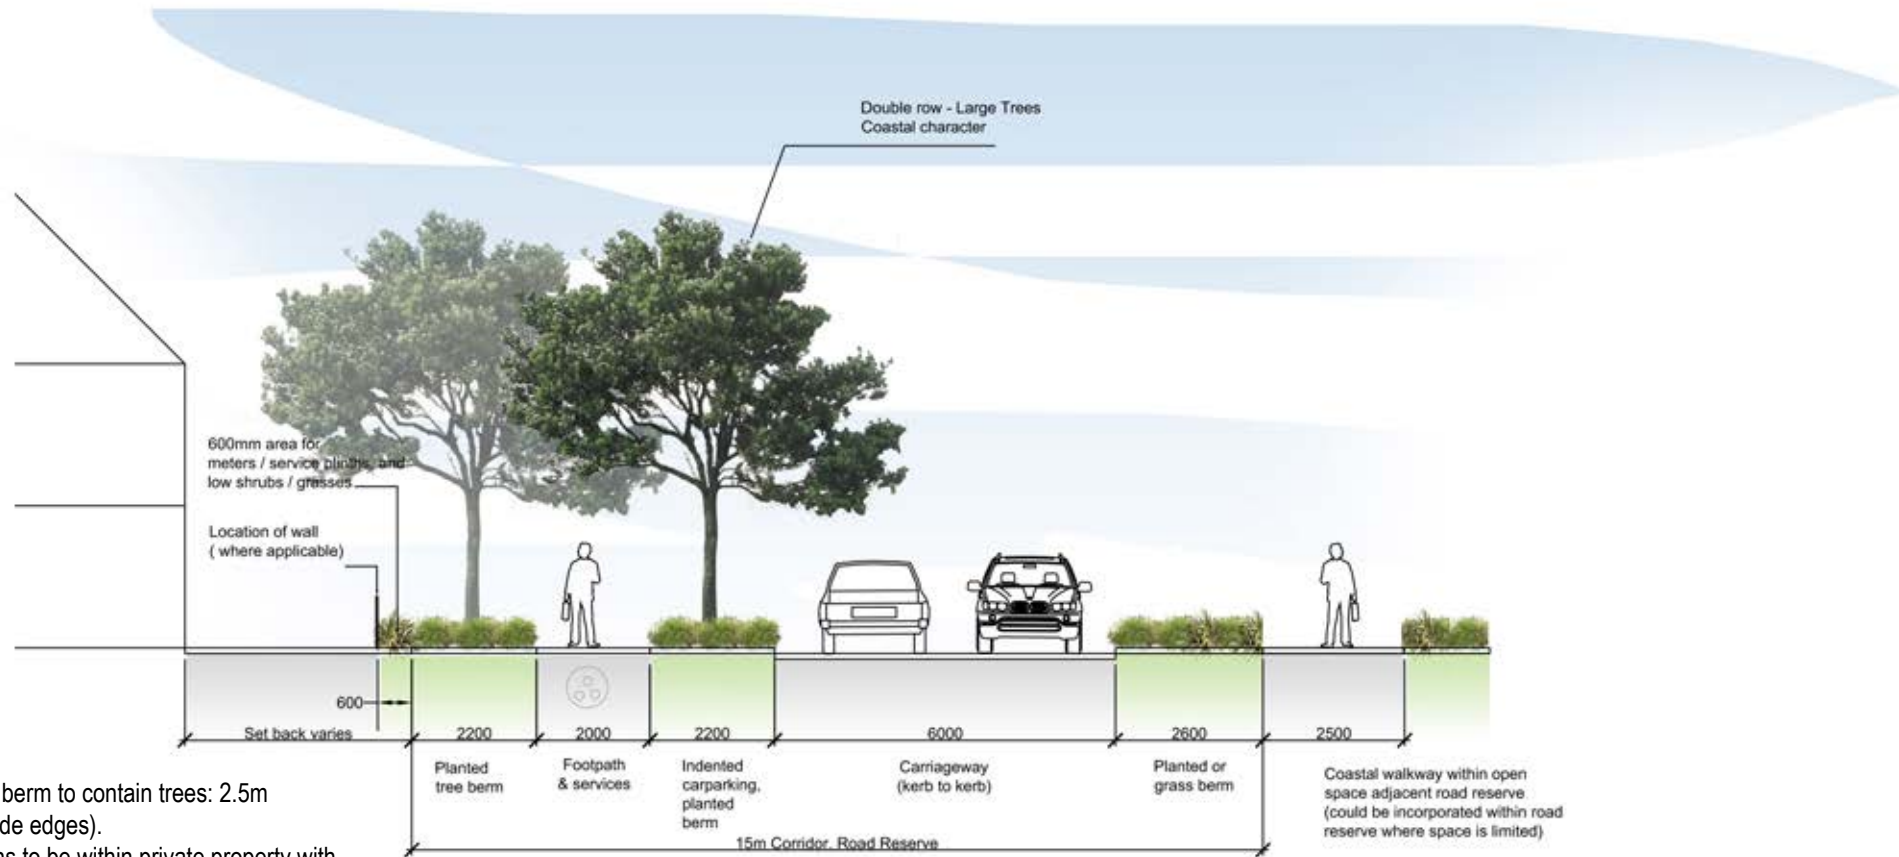 Double row - Large Trees
Coastal character
600mm area for
meters / service plinths, and
low shrubs / grasses
Location of wall
( where applicable)
600
Set back varies
2200
2000
2200
6000
2600
2500
Planted
tree berm
Footpath
& services
Indented
carparking,
planted
berm
Carriageway
(kerb to kerb)
Planted or
grass berm
Coastal walkway within open
space adjacent road reserve
(could be incorporated within road
reserve where space is limited)
15m Corridor. Road Reserve
berm to contain trees: 2.5m
de edges).
s to be within private property with